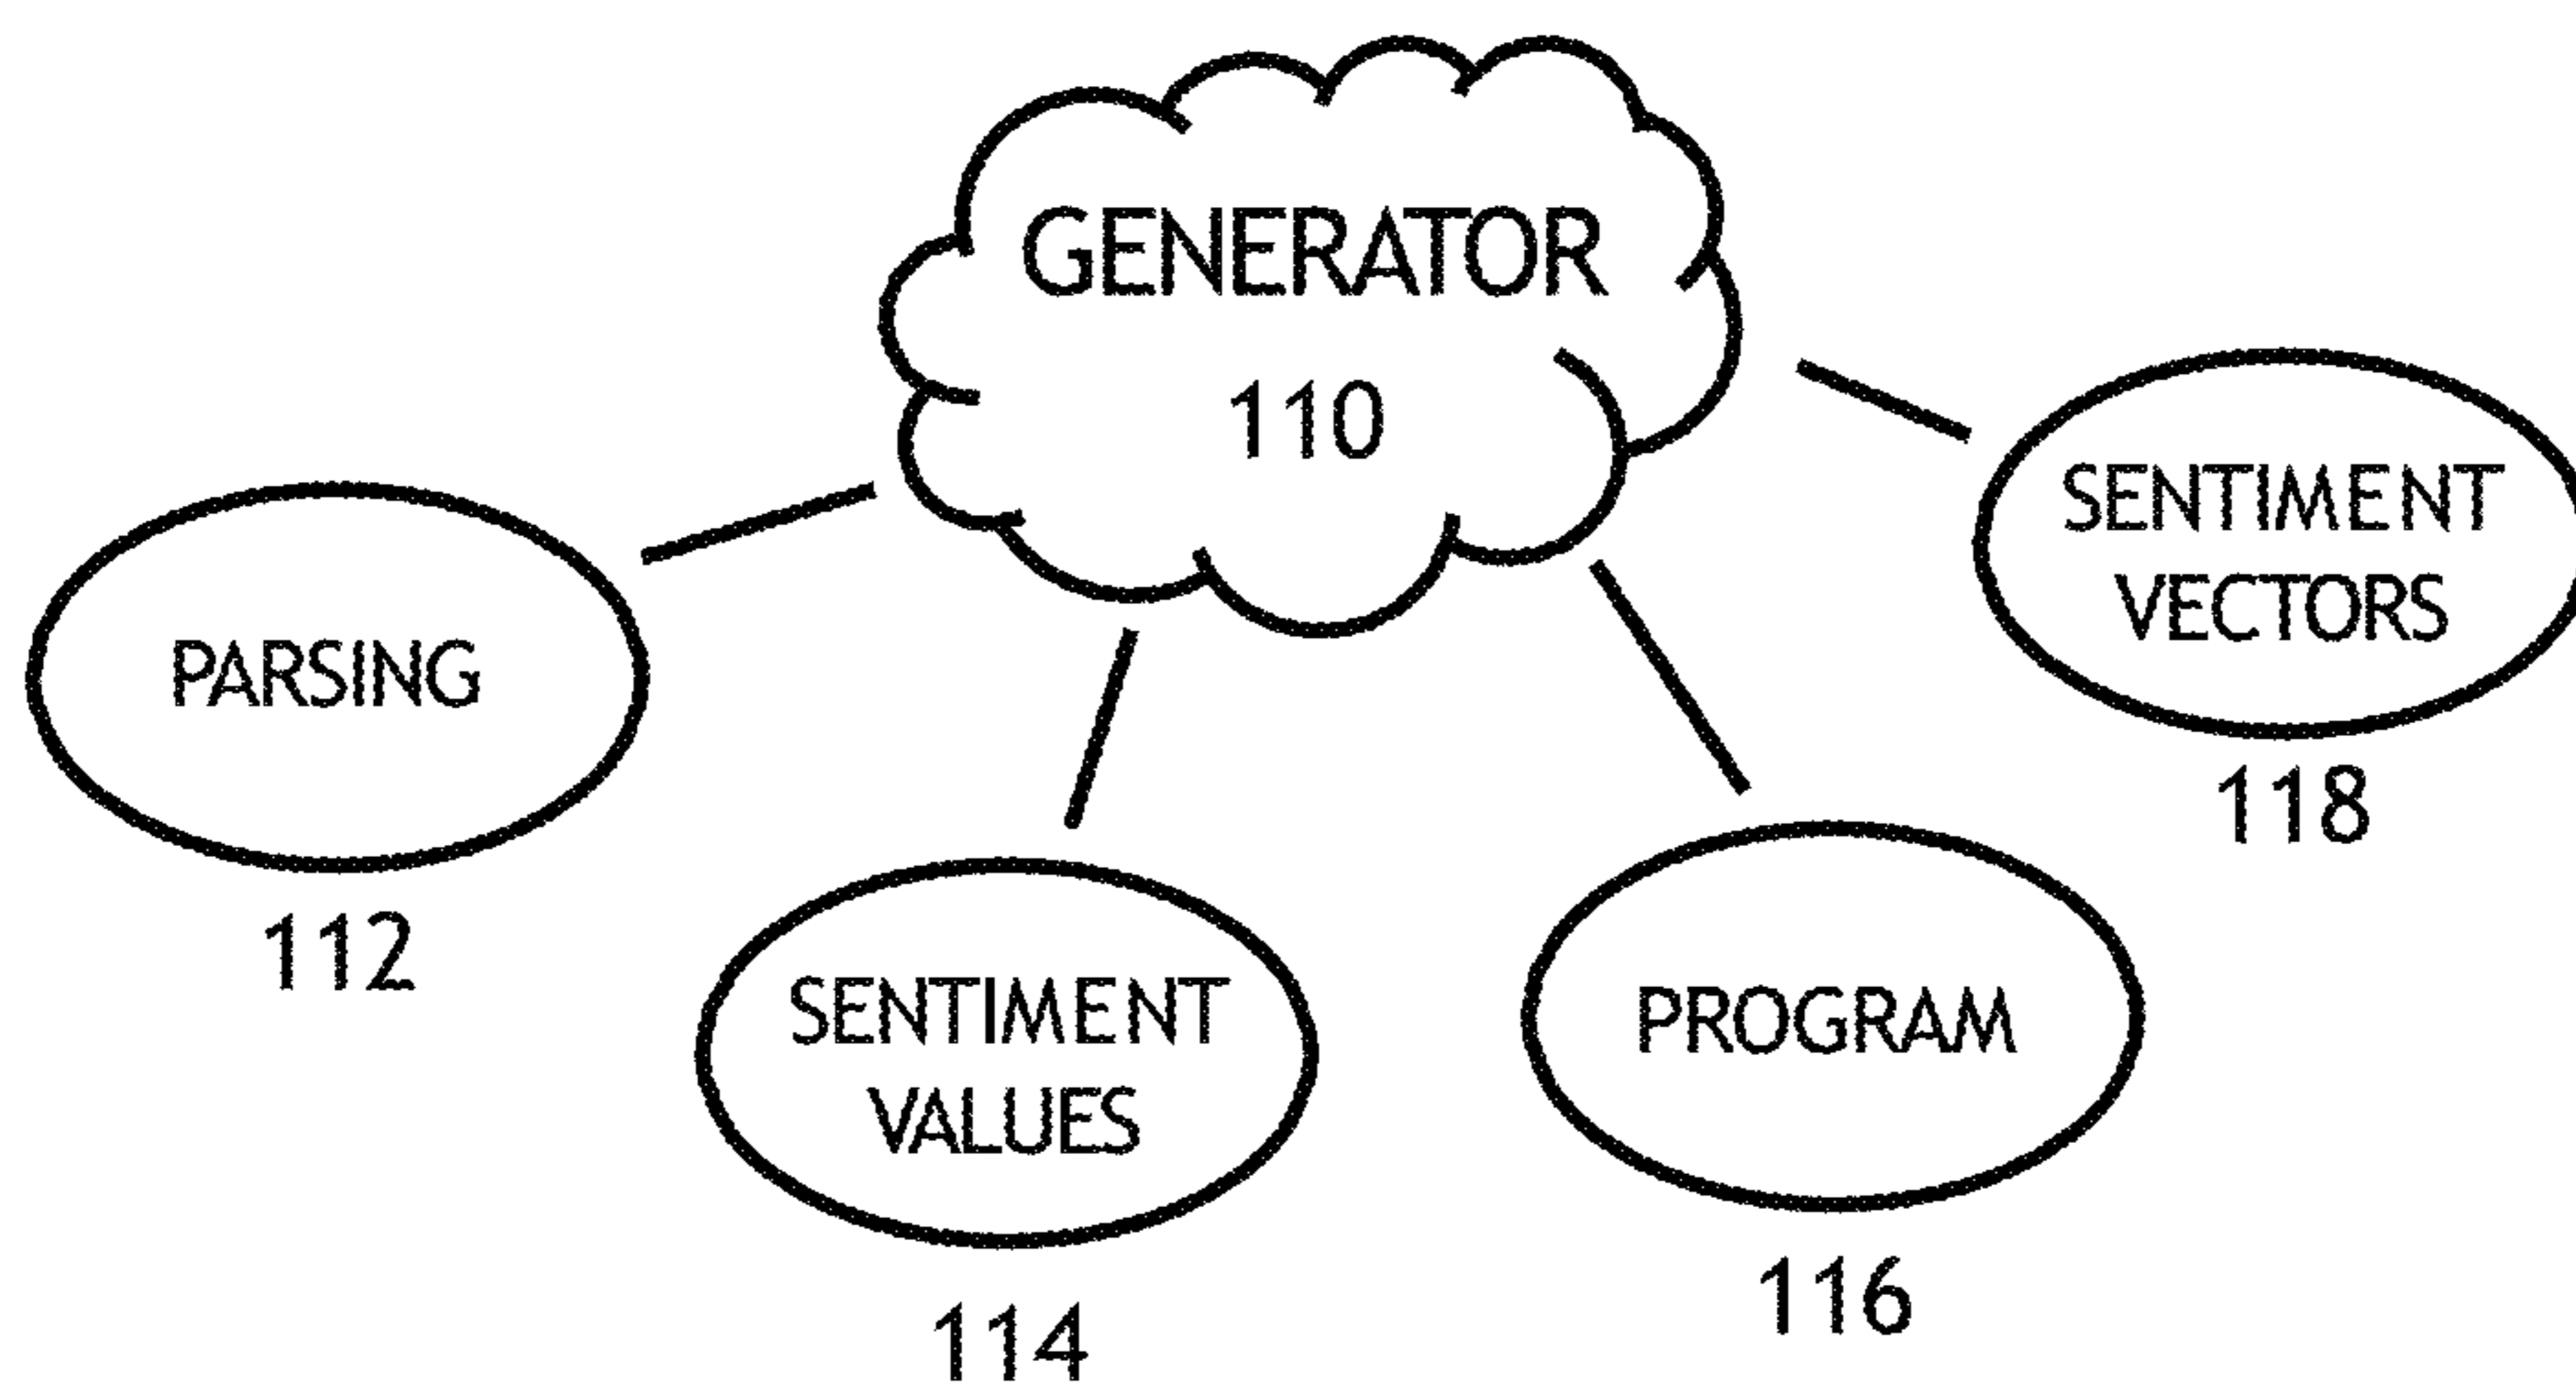 GENERATOR
110
PARSING
112
SENTIMENT
VALUES
114
PROGRAM
116
SENTIMENT
VECTORS
118